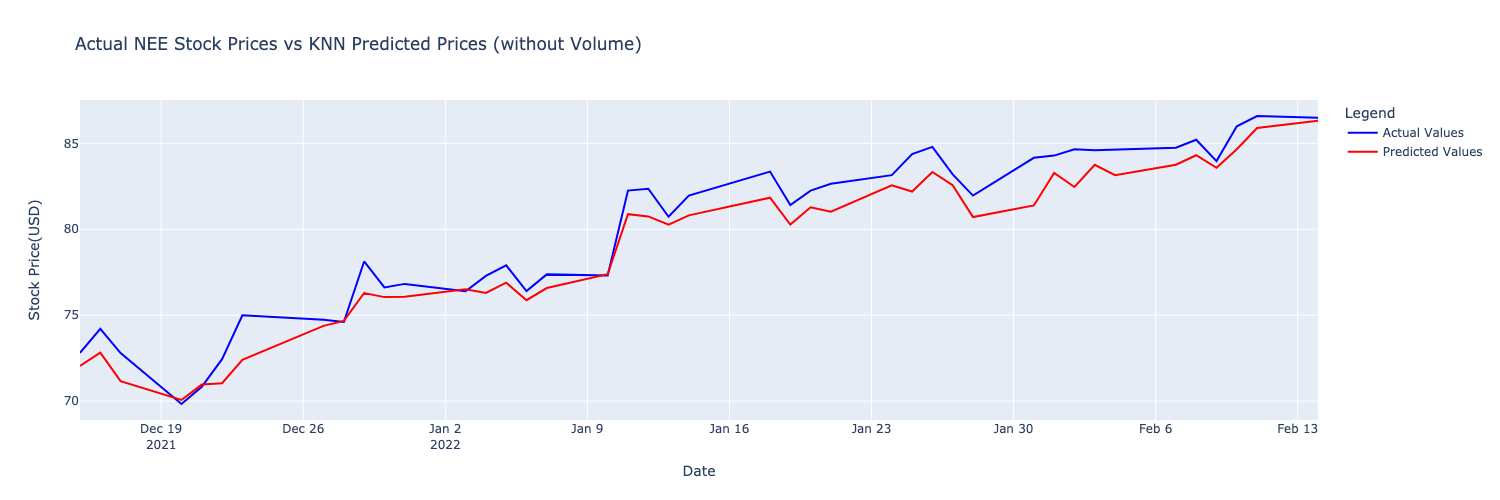 Actual NEE Stock Prices vs KNN Predicted Prices (without Volume)
Legend
Actual Values
Predicted Values
Stock Price(USD)
85
80
75
70
Dec 19
2021
Dec 26
Jan 2
2022
Jan 9
Jan 16
Jan 23
Jan 30
Feb 6
Feb 13
Date